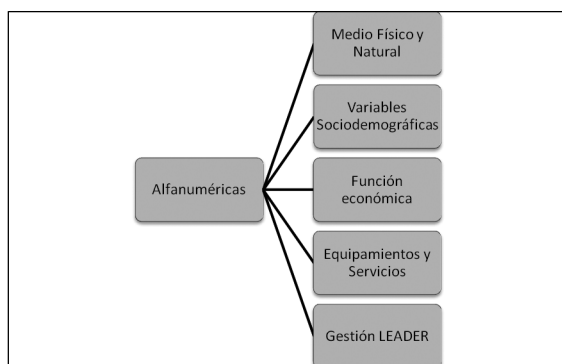 Medio Físico y
Natural
Variables
Sociodemográficas
Alfanuméricas
Función
económica
Equipamientos y
Servicios
Gestión LEADER